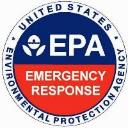 UNITED STATES
EPA
EMERGENCY
RESPONSE
ENVIRONMENTAL PROTECTION AGENCY